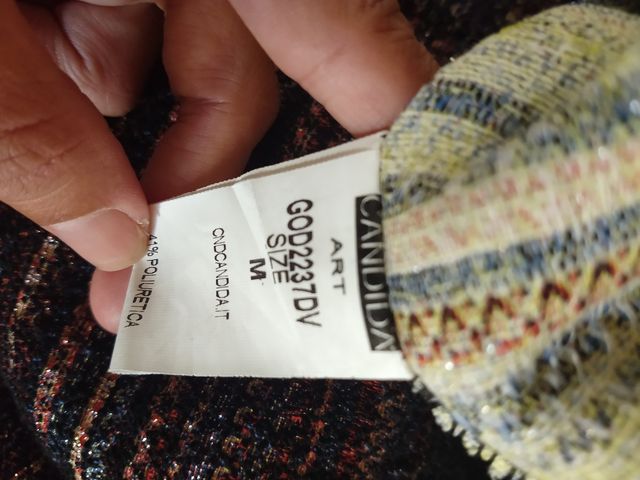 CANDIDA
ART
GOD2237DV
SIZE
M
CNDCANDIDA.IT
41% POLIURETICA